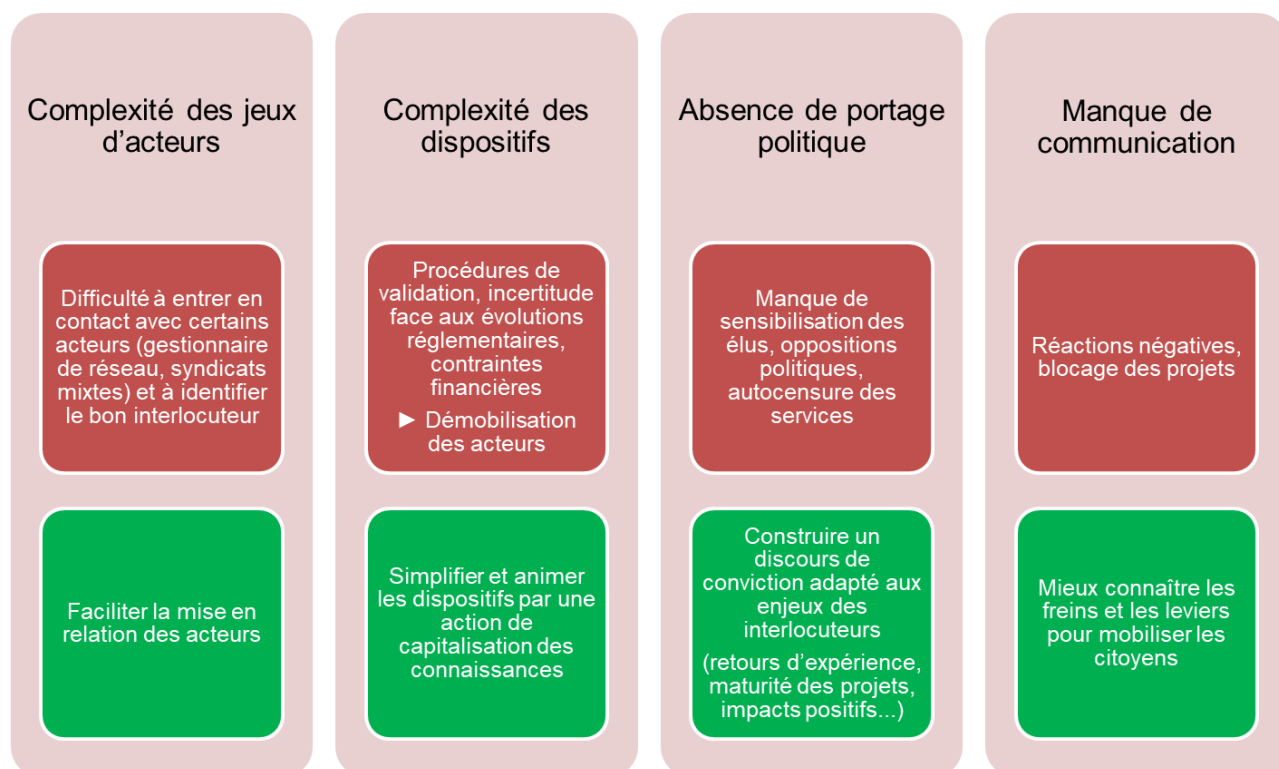 Complexité des jeux
d’acteurs
Difficulté à entrer en
contact avec certains
acteurs (gestionnaire
de réseau, syndicats
mixtes) et à identifier
le bon interlocuteur
Faciliter la mise en
relation des acteurs
Complexité des
dispositifs
Procédures de
validation, incertitude
face aux évolutions
réglementaires,
contraintes
financières
► Démobilisation
des acteurs
Simplifier et animer
les dispositifs par une
action de
capitalisation des
connaissances
Absence de portage
politique
Manque de
sensibilisation des
élus, oppositions
politiques,
autocensure des
services
Construire un
discours de
conviction adapté aux
enjeux des
interlocuteurs
(retours d’expérience,
maturité des projets,
impacts positifs...)
Manque de
communication
Réactions négatives,
blocage des projets
Mieux connaître les
freins et les leviers
pour mobiliser les
citoyens